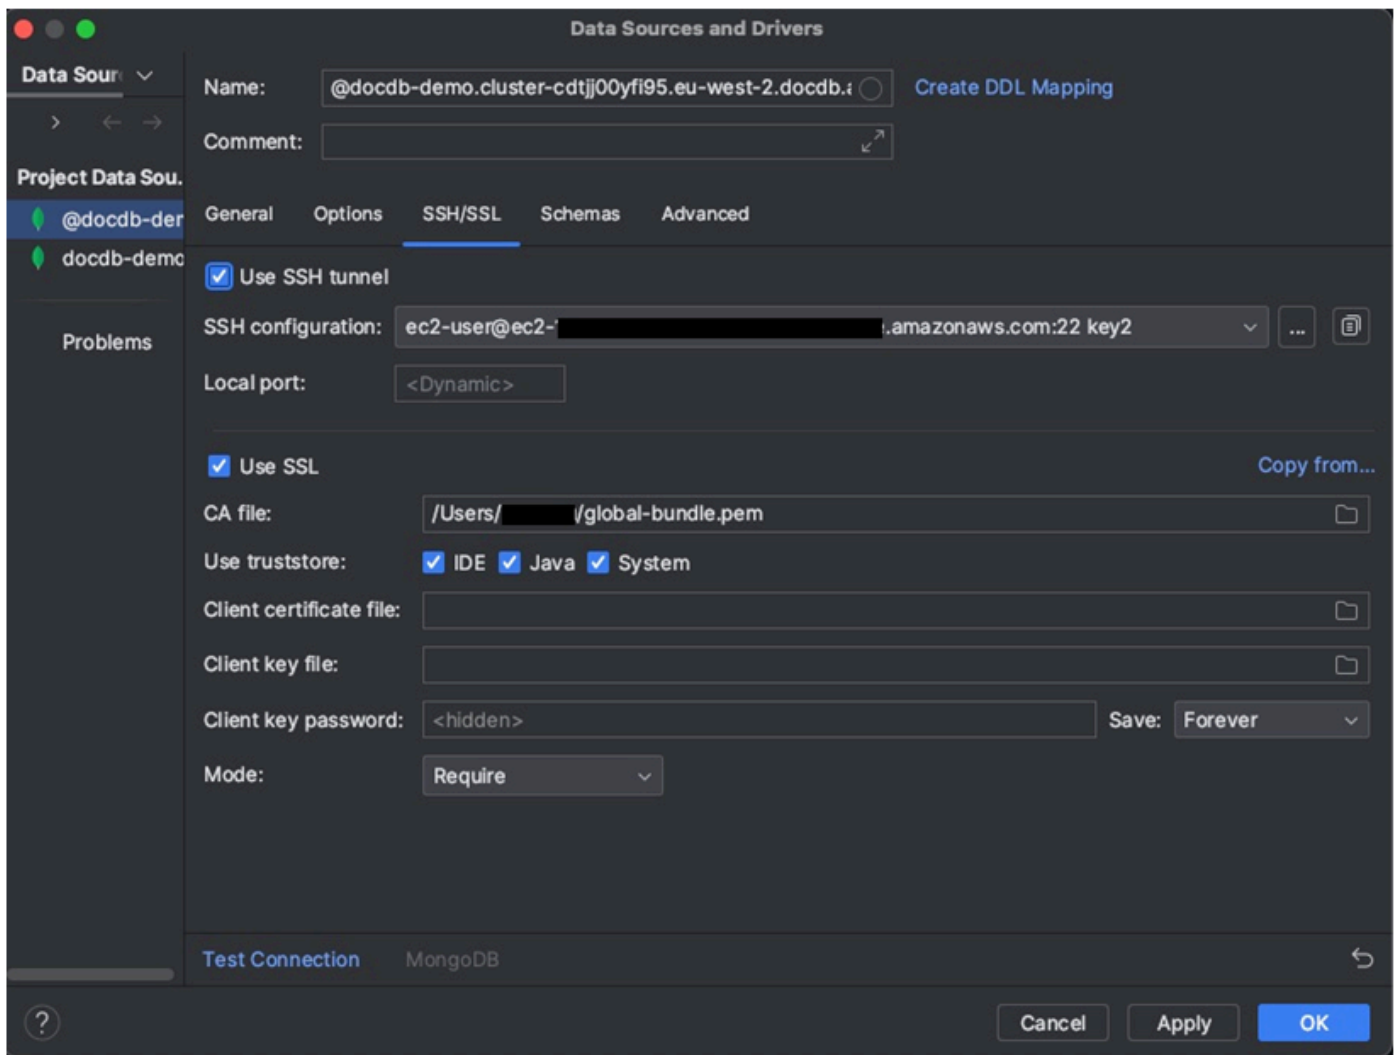 Data Sources and Drivers
Data Sour
Name: @docdb-demo.cluster-cdtjj00yfi95.eu-west-2.docdb.a Create DDL Mapping
Comment:
Project Data Sou.
@docdb-der
docdb-demo
Problems
General Options SSH/SSL Schemas Advanced
Use SSH tunnel
SSH configuration: ec2-user@ec2- .amazonaws.com:22 key2 ...
Local port: <Dynamic>
Use SSL Copy from...
CA file: /Users/ /global-bundle.pem
Use truststore: IDE Java System
Client certificate file:
Client key file:
Client key password: <hidden> Save: Forever
Mode: Require
Test Connection MongoDB
? Cancel Apply OK